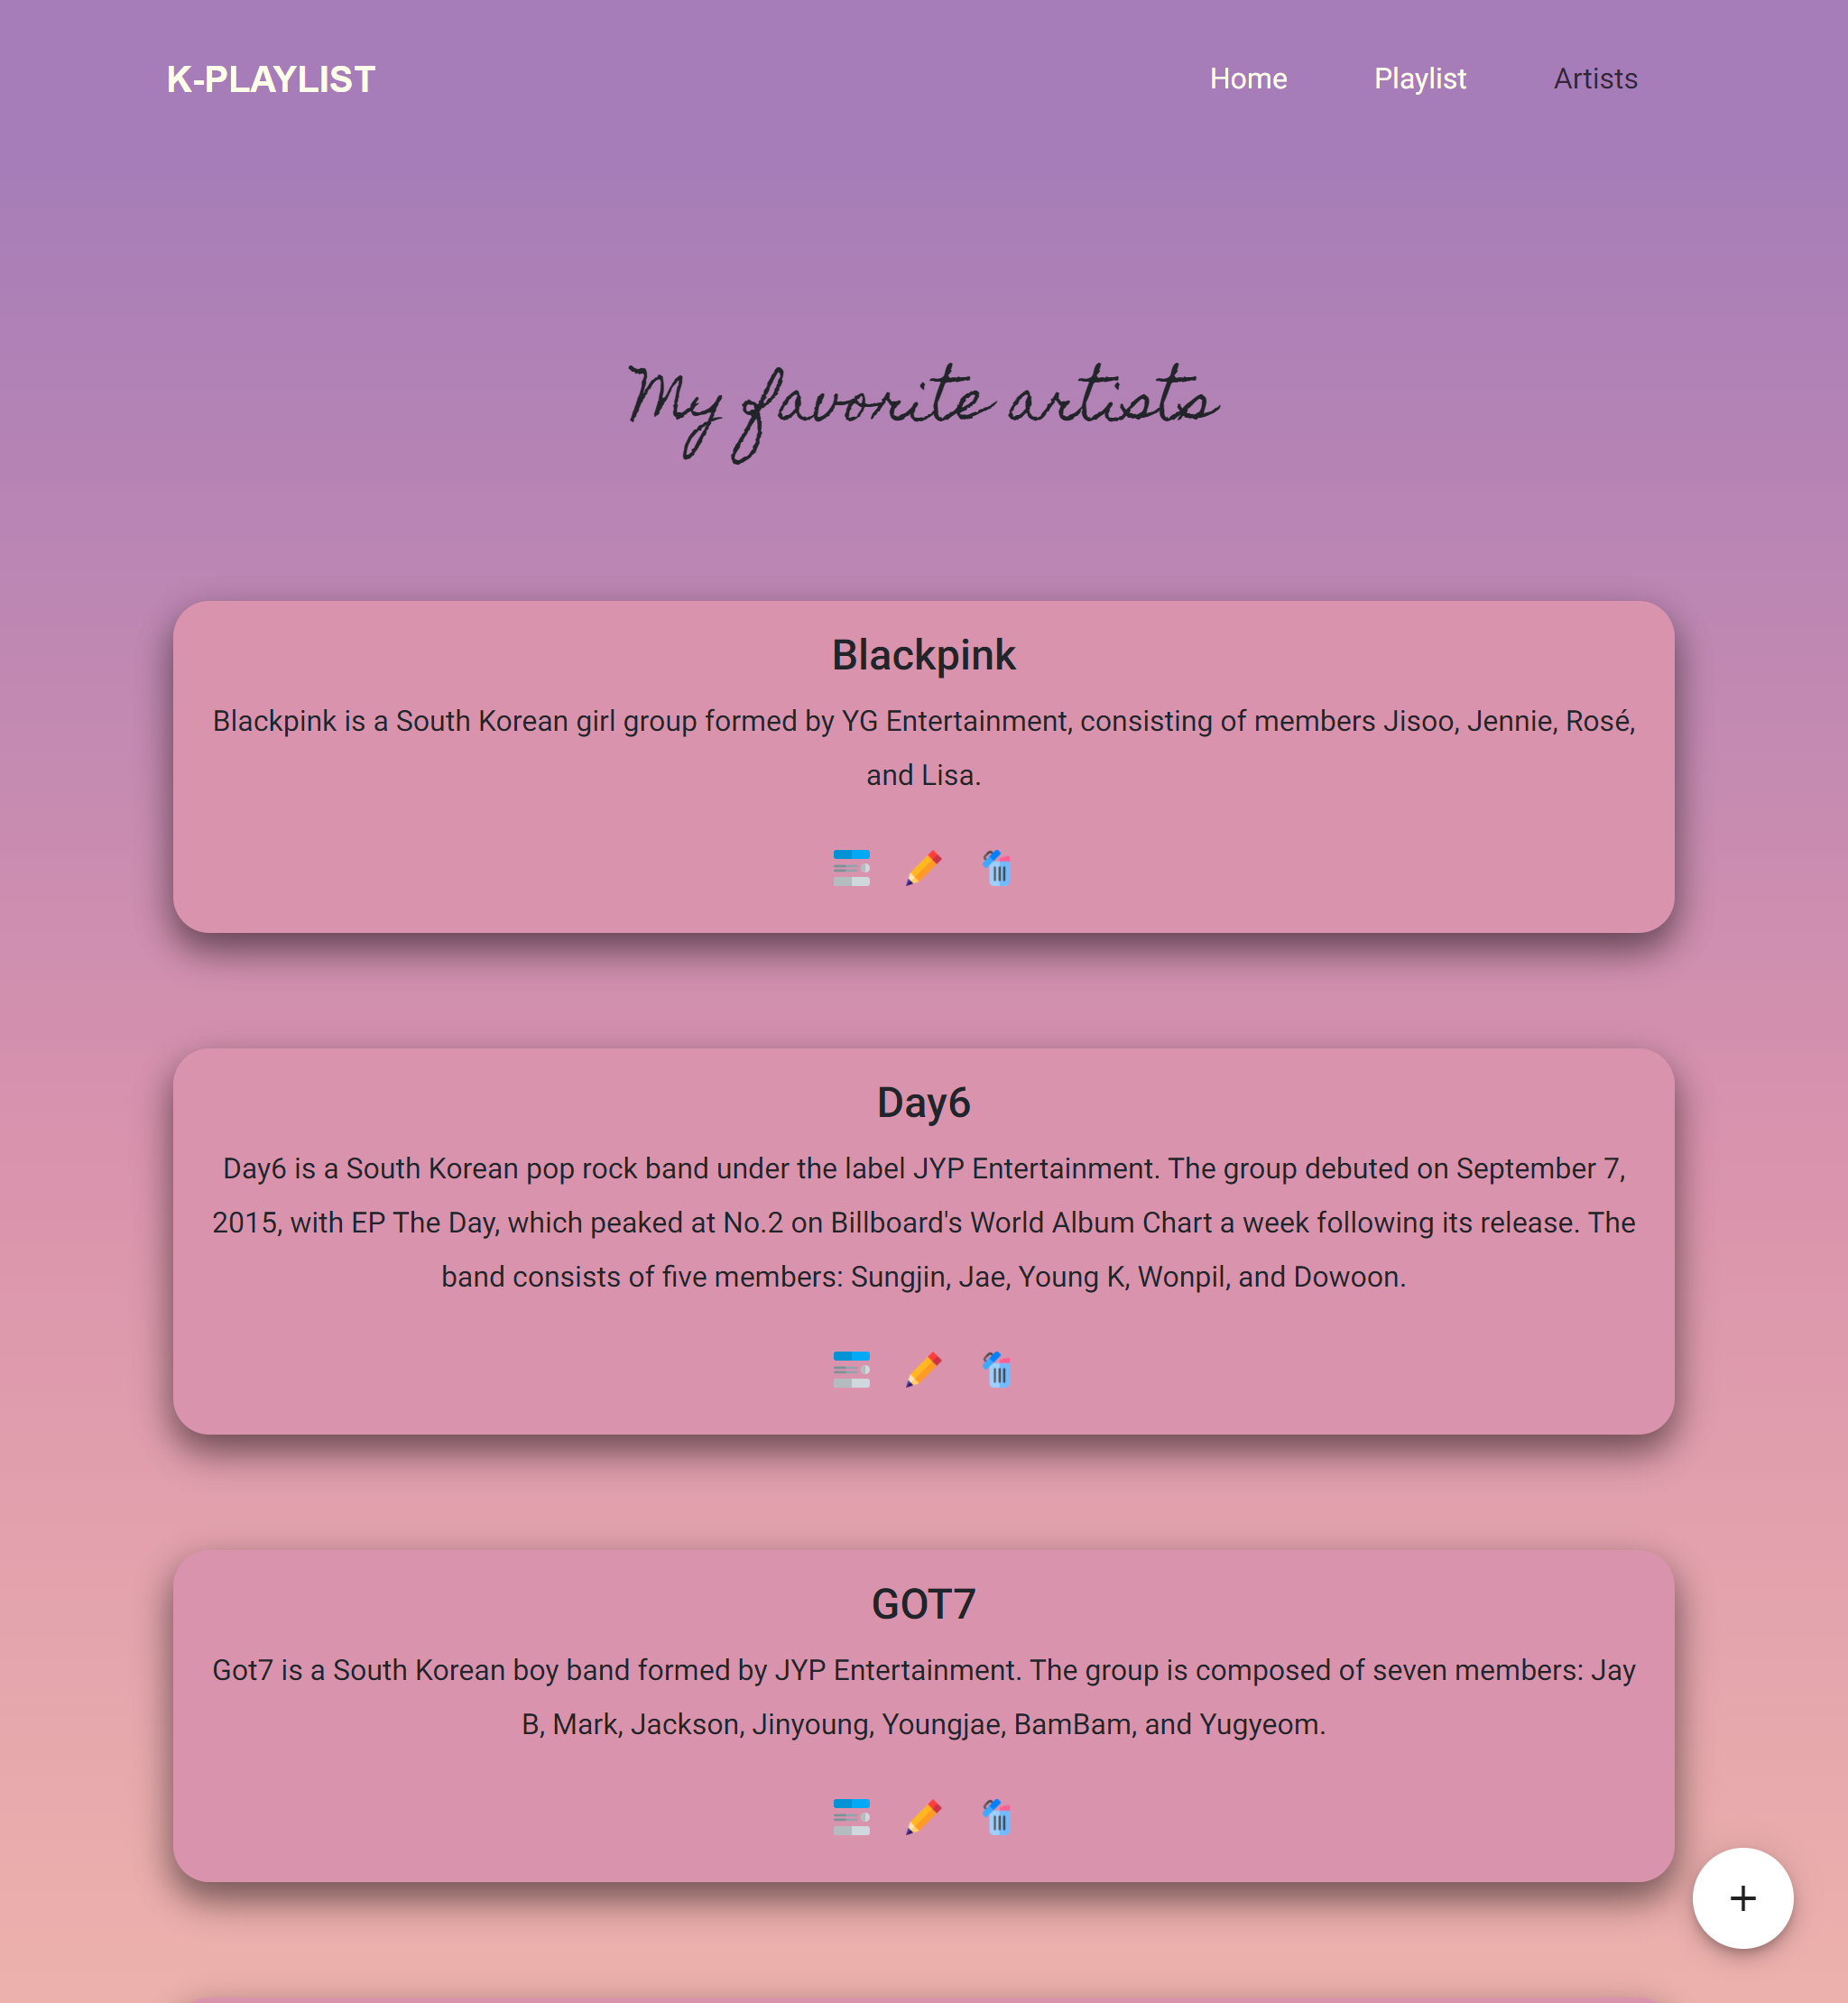 K-PLAYLIST
Home
Playlist
Artists
My favorite artists
Blackpink
Blackpink is a South Korean girl group formed by YG Entertainment, consisting of members Jisoo, Jennie, Rosé,
and Lisa.
Day6
Day6 is a South Korean pop rock band under the label JYP Entertainment. The group debuted on September 7,
2015, with EP The Day, which peaked at No.2 on Billboard's World Album Chart a week following its release. The
band consists of five members: Sungjin, Jae, Young K, Wonpil, and Dowoon.
GOT7
Got7 is a South Korean boy band formed by JYP Entertainment. The group is composed of seven members: Jay
B, Mark, Jackson, Jinyoung, Youngjae, BamBam, and Yugyeom.
+